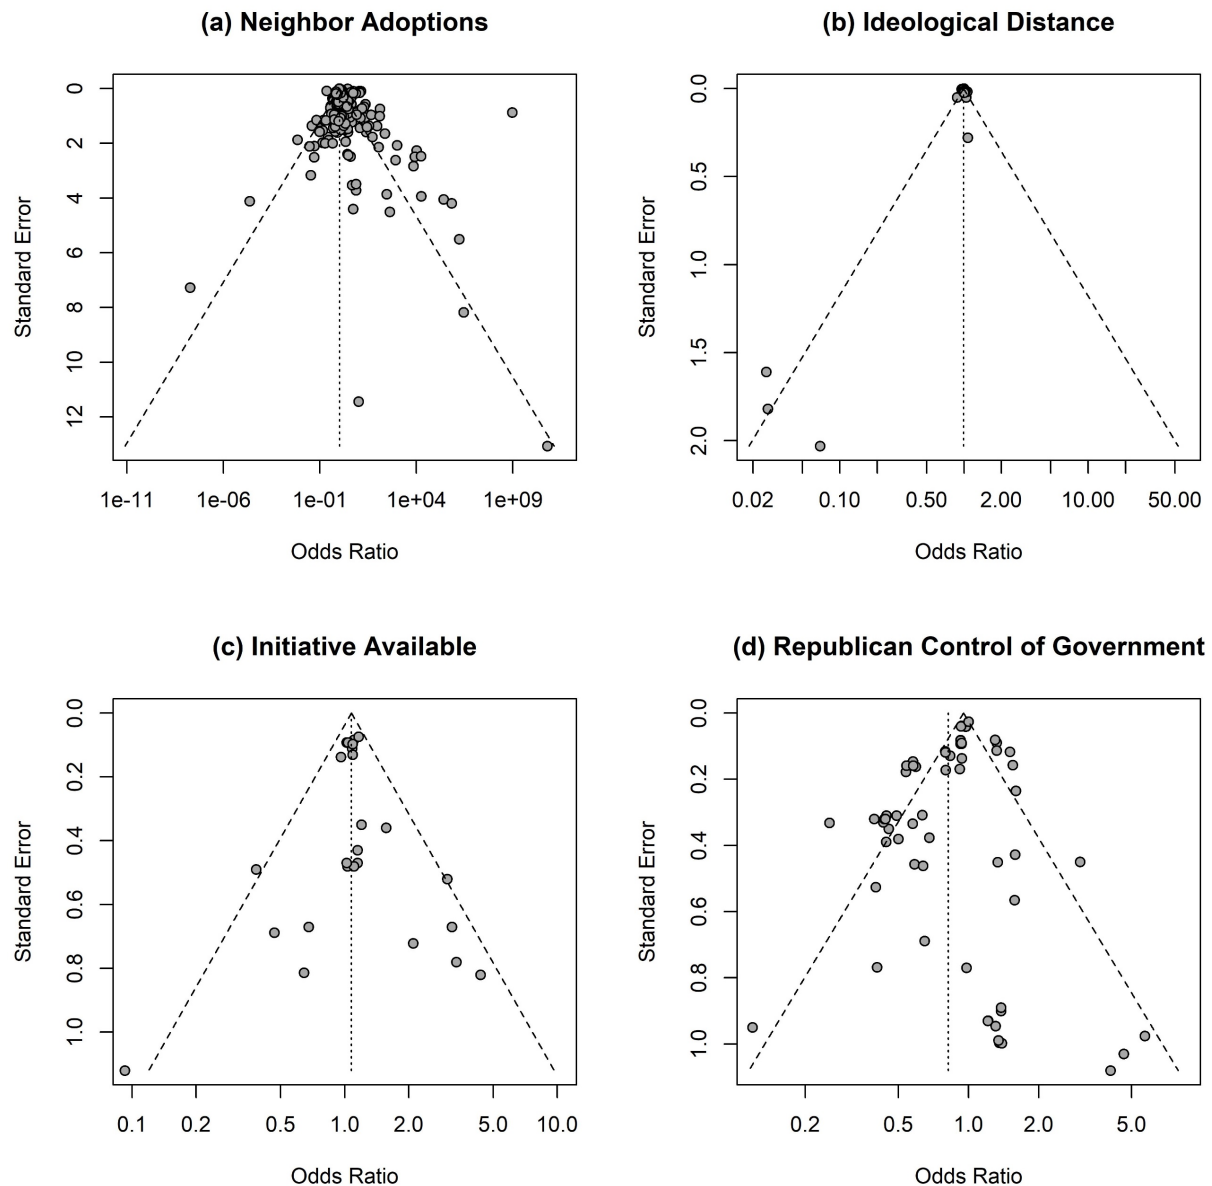 (a) Neighbor Adoptions
Standard Error
0
2
4
6
8
10
12
1e-11 1e-06 1e-01 1e+04 1e+09
Odds Ratio
(b) Ideological Distance
Standard Error
0.0
0.5
1.0
1.5
2.0
0.02 0.10 0.50 2.00 10.00 50.00
Odds Ratio
(c) Initiative Available
Standard Error
0.0
0.2
0.4
0.6
0.8
1.0
0.1 0.2 0.5 1.0 2.0 5.0 10.0
Odds Ratio
(d) Republican Control of Government
Standard Error
0.0
0.2
0.4
0.6
0.8
1.0
0.2 0.5 1.0 2.0 5.0
Odds Ratio